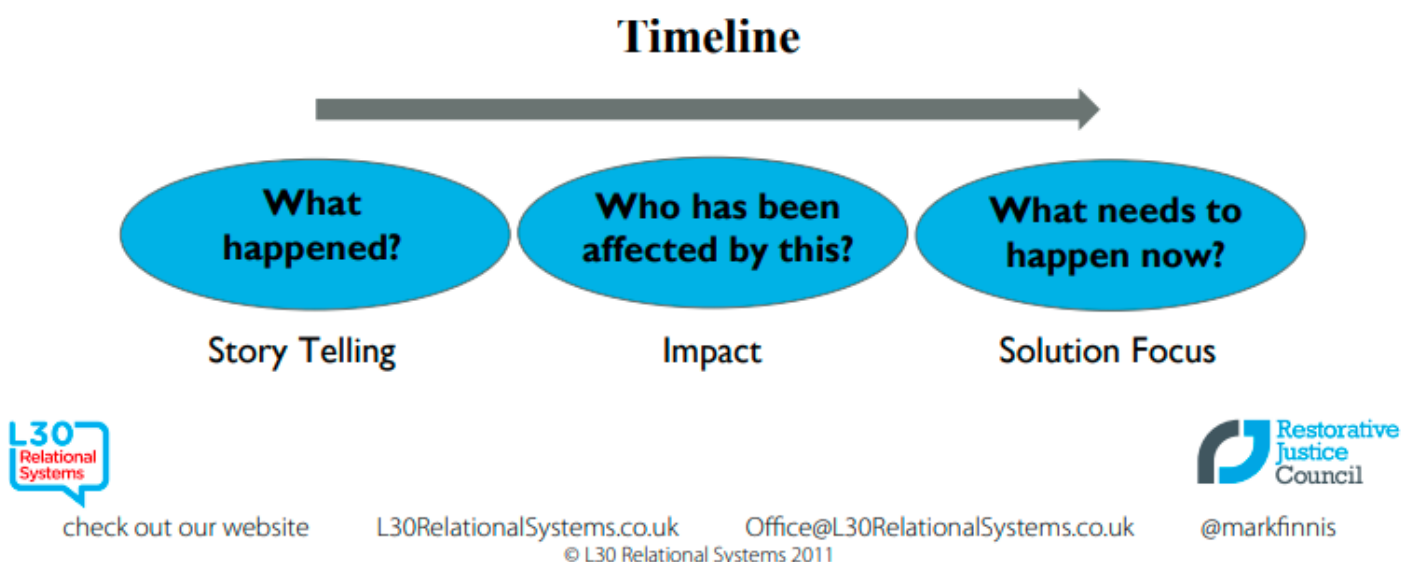 Timeline
What
happened?
Who has been
affected by this?
What needs to
happen now?
Story Telling
Impact
Solution Focus
L30
Relational
Systems
Restorative
Justice
Council
check out our website
L30RelationalSystems.co.uk
Office@L30RelationalSystems.co.uk
@markfinnis
© L30 Relational Systems 2011